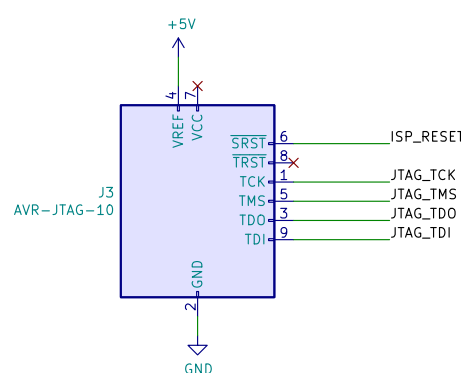 +5V
4
7
VREF
VCC
SRST
6
ISP_RESET
TRST
8
TCK
1
JTAG_TCK
J3
TMS
5
JTAG_TMS
AVR-JTAG-10
TDO
3
JTAG_TDO
TDI
9
JTAG_TDI
GND
2
GND